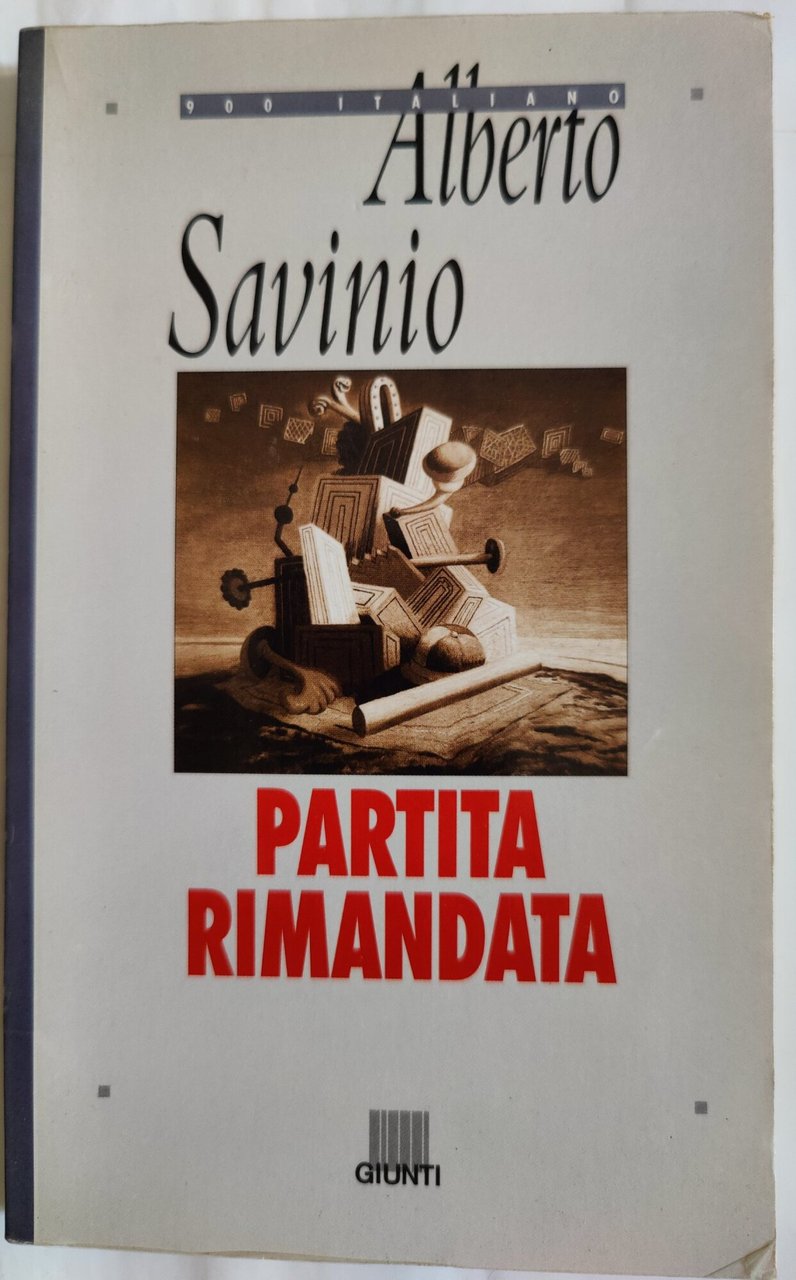 900 ITALIANO
Alberto
Savinio
PARTITA
RIMANDATA
GIUNTI